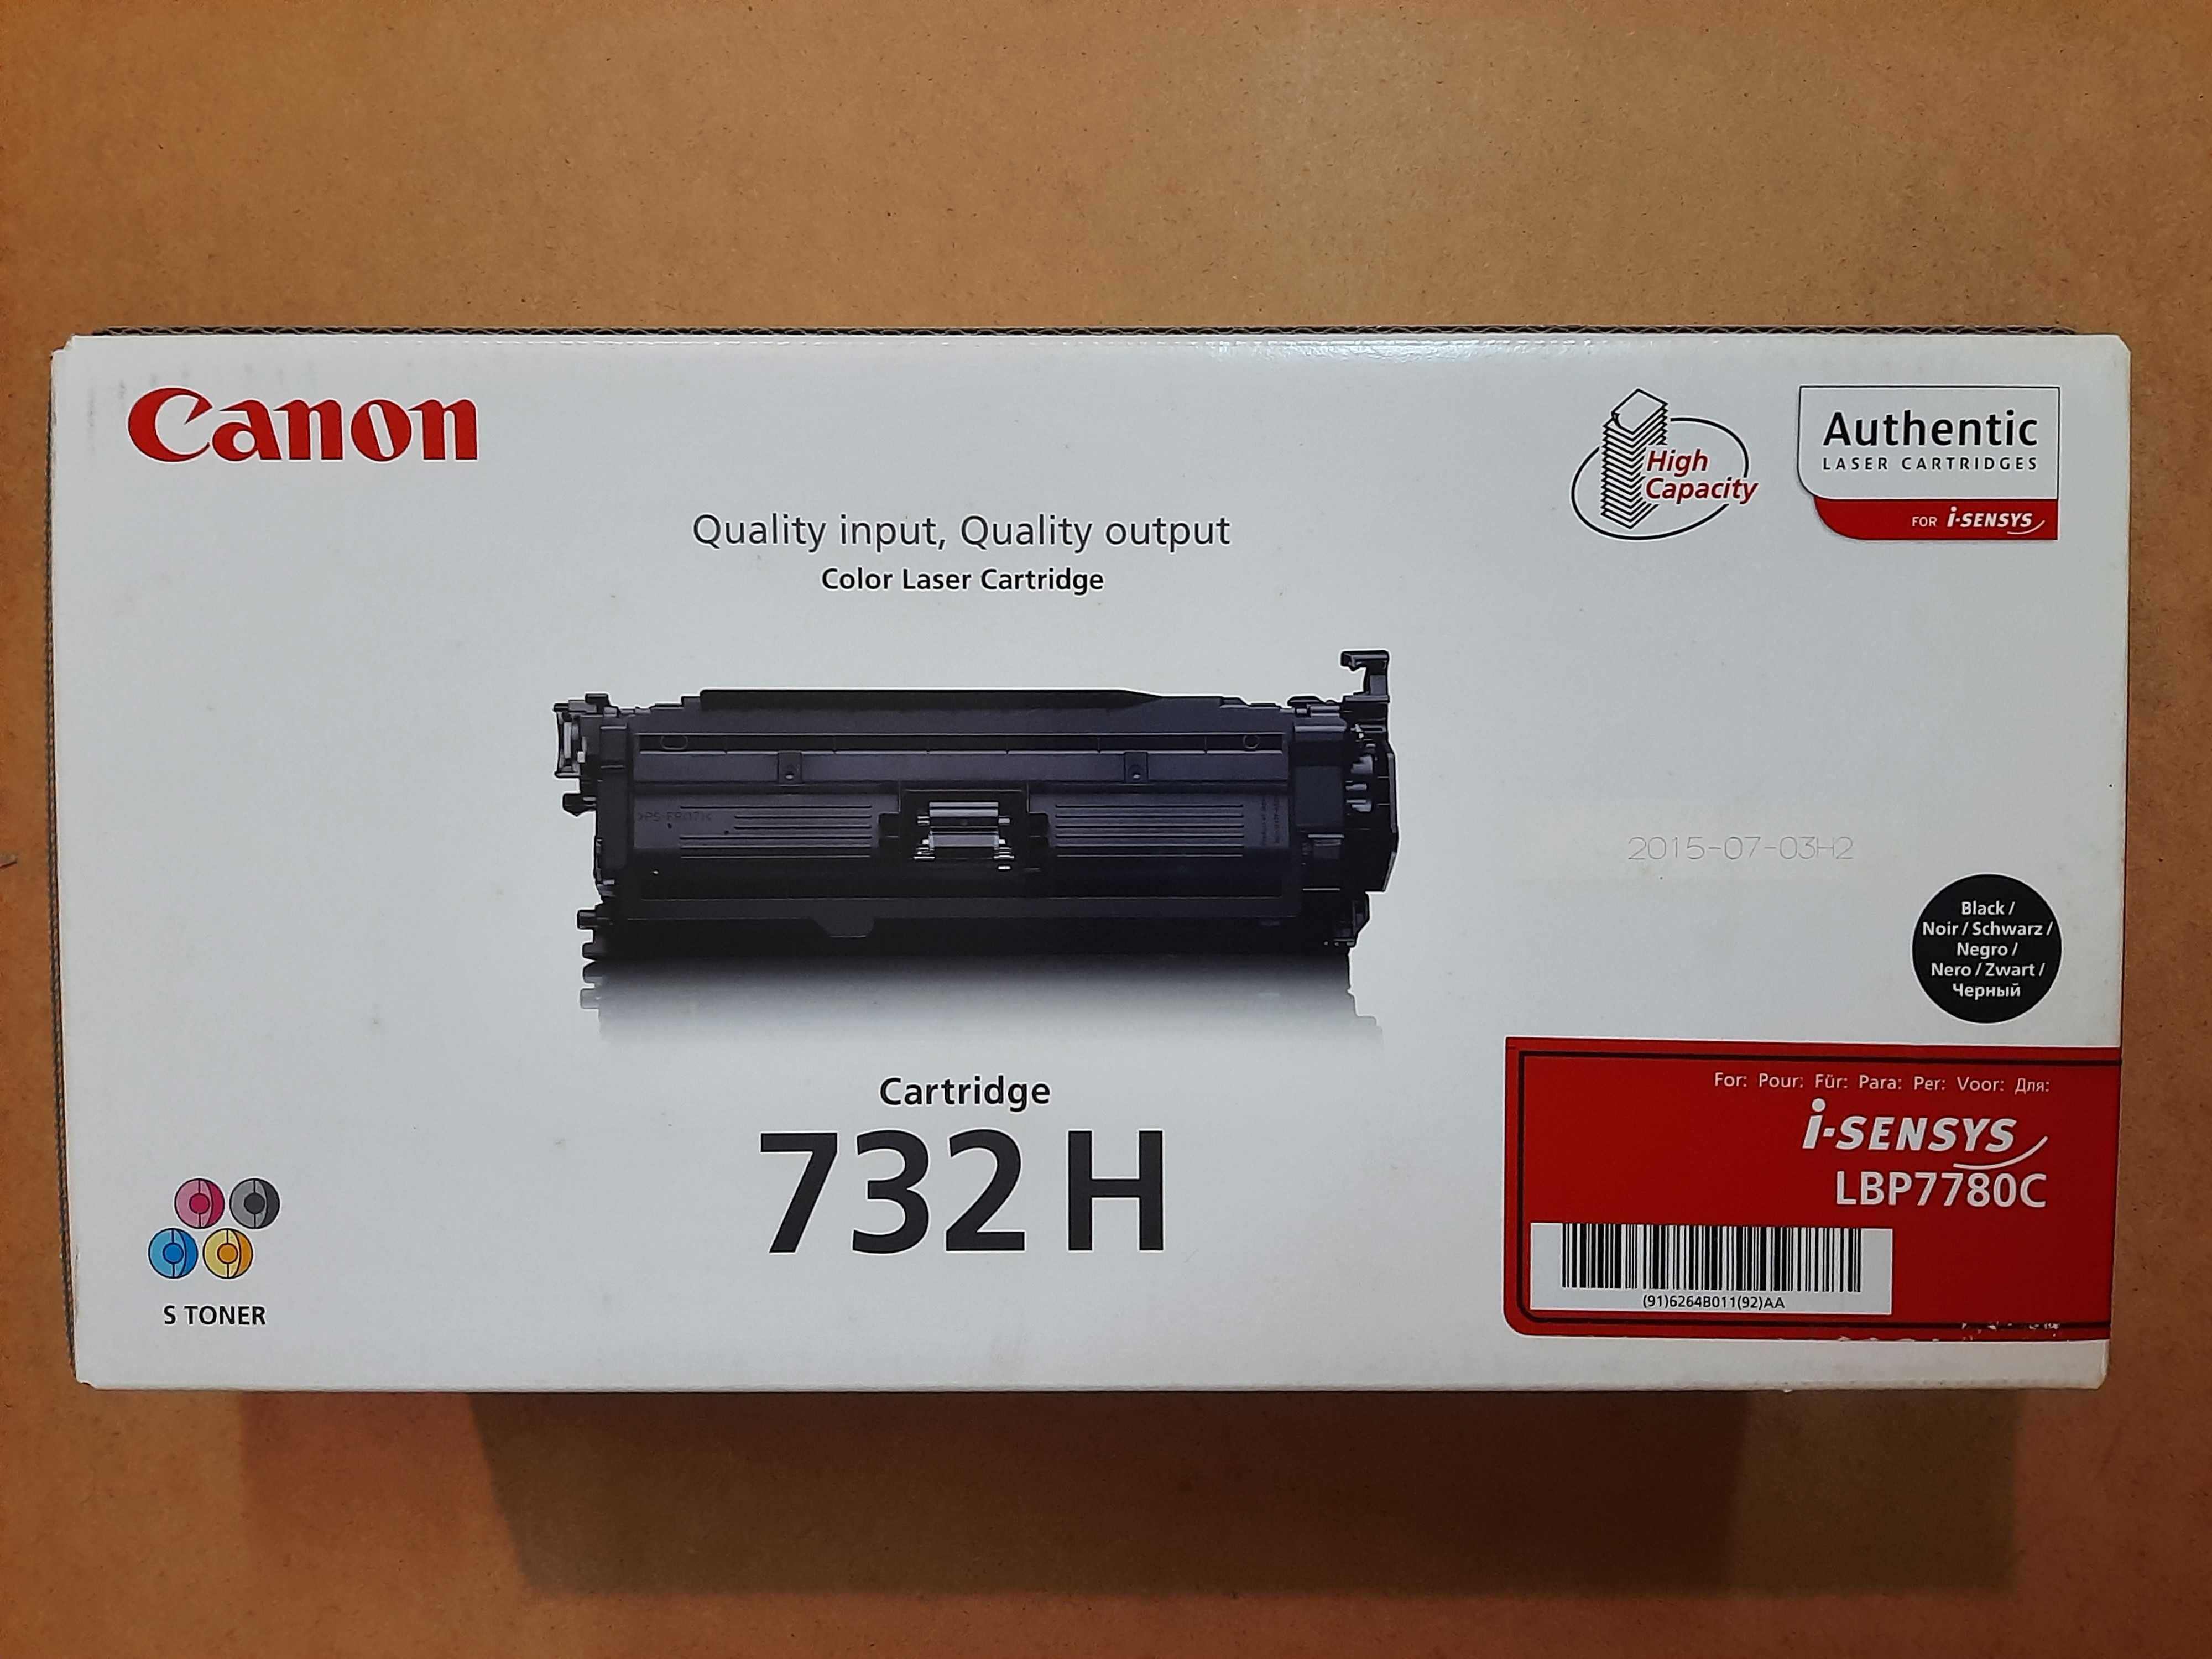 Canon
High
Capacity
Authentic
LASER CARTRIDGES
FOR i-SENSYS
Quality input, Quality output
Color Laser Cartridge
2015-07-03H2
Black /
Noir / Schwarz /
Negro /
Nero / Zwart /
Черный
Cartridge
732 H
For: Pour: Für: Para: Per: Voor: Для:
i-SENSYS
LBP7780C
(91)6264B011(92)AA
S TONER